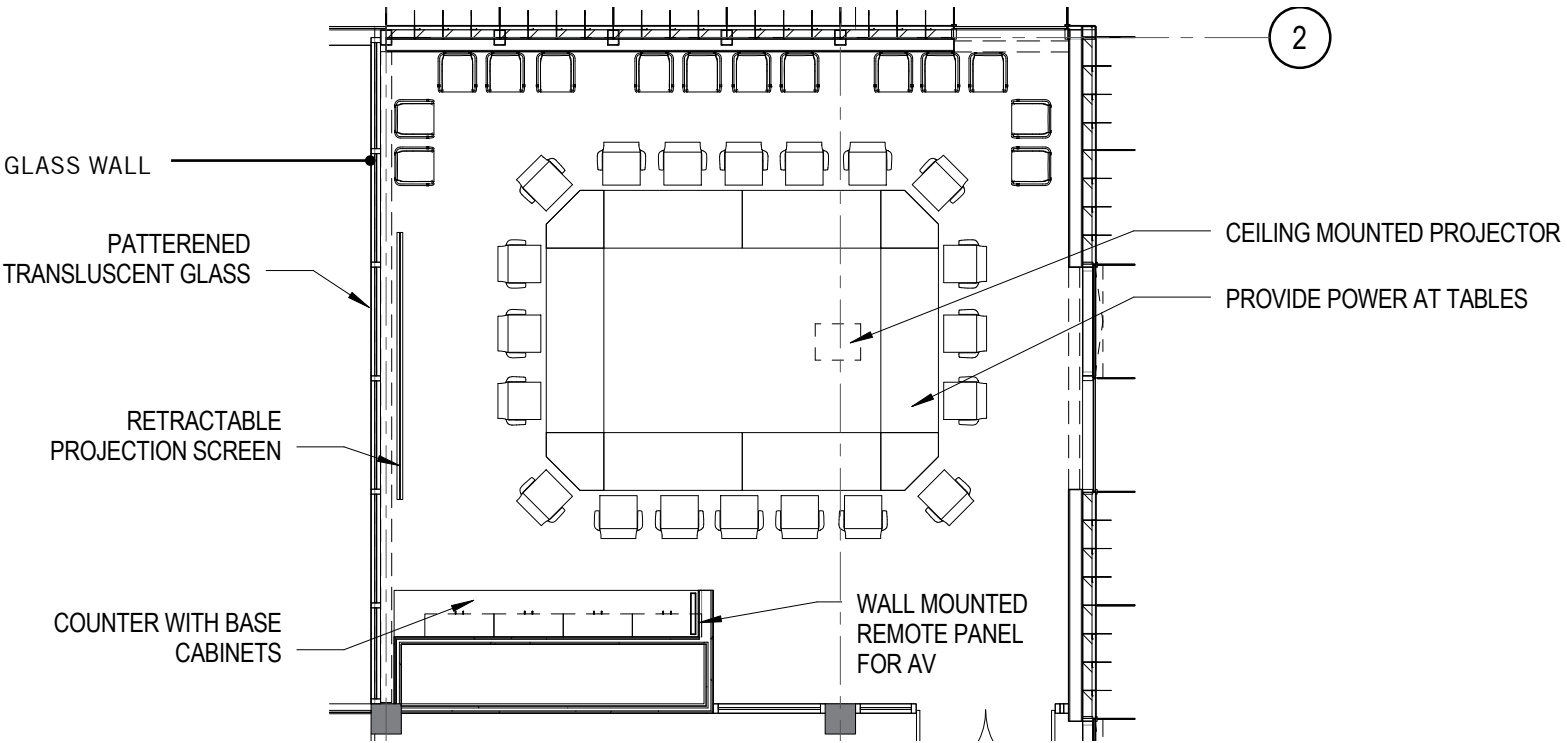 2
GLASS WALL
PATTERENED
TRANSLUSCENT GLASS
CEILING MOUNTED PROJECTOR
PROVIDE POWER AT TABLES
RETRACTABLE
PROJECTION SCREEN
COUNTER WITH BASE
CABINETS
WALL MOUNTED
REMOTE PANEL
FOR AV